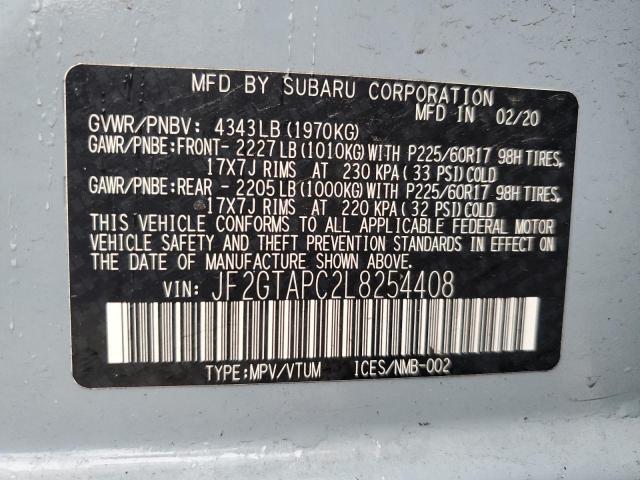 MFD BY SUBARU CORPORATION
MFD IN 02/20
GVWR/PNBV: 4343LB(1970KG)
GAWR/PNBE:FRONT- 2227LB(1010KG)WITH P225/60R17 98H TIRES,
17X7J RIMS AT 230 KPA(33 PSI)COLD
GAWR/PNBE:REAR - 2205LB(1000KG)WITH P225/60R17 98H TIRES,
17X7J RIMS AT 220 KPA(32 PSI)COLD
THIS VEHICLE CONFORMS TO ALL APPLICABLE FEDERAL MOTOR
VEHICLE SAFETY AND THEFT PREVENTION STANDARDS IN EFFECT ON
THE DATE OF MANUFACTURE SHOWN ABOVE.
VIN: JF2GTAPC2L8254408
TYPE:MPV/VTUM ICES/NMB-002